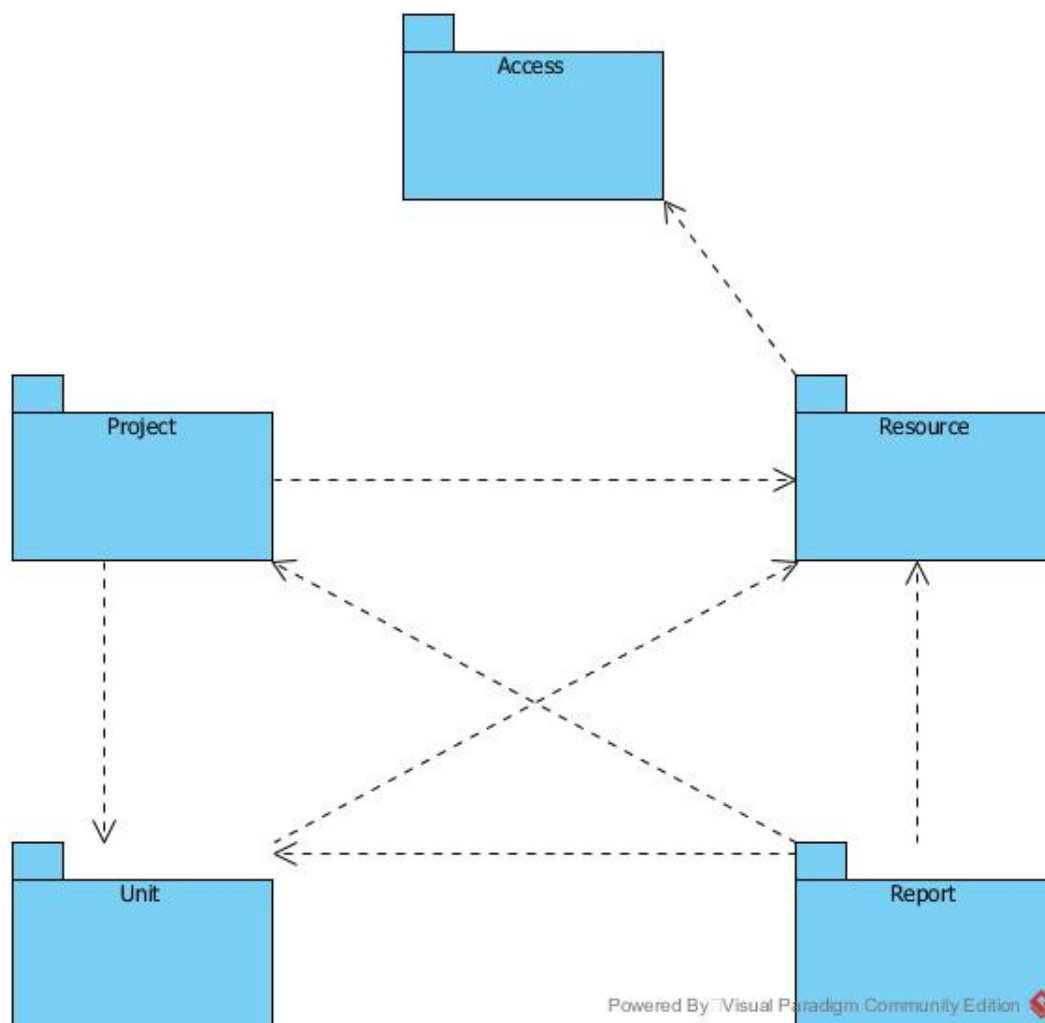 Access
Project
Resource
Unit
Report
Powered By Visual Paradigm Community Edition